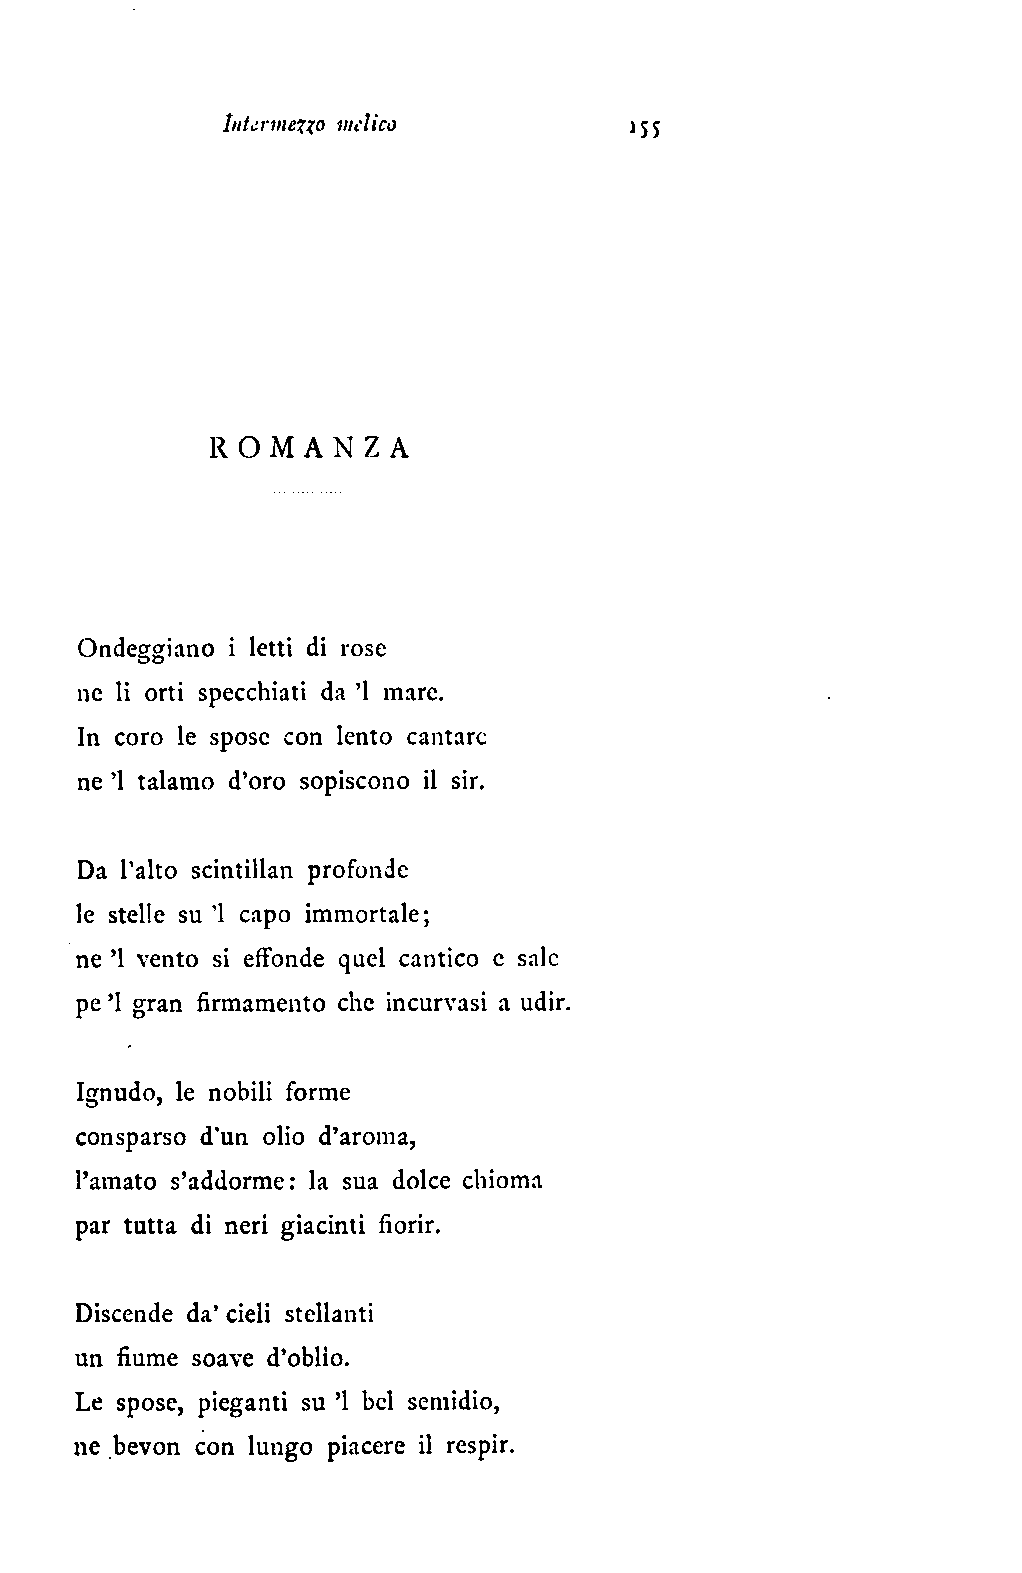 Intermezzo melico 155
ROMANZA
Ondeggiano i letti di rose
ne li orti specchiati da 'l mare.
In coro le spose con lento cantare
ne 'l talamo d'oro sopiscono il sir.
Da l'alto scintillan profonde
le stelle su 'l capo immortale;
ne 'l vento si effonde quel cantico e sale
pe 'l gran firmamento che incurvasi a udir.
Ignudo, le nobili forme
consparso d'un olio d'aroma,
l'amato s'addorme: la sua dolce chioma
par tutta di neri giacinti fiorir.
Discende da' cieli stellanti
un fiume soave d'oblio.
Le spose, pieganti su 'l bel semidio,
ne bevon con lungo piacere il respir.